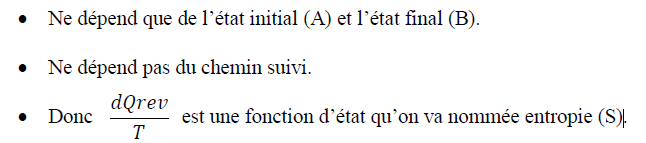 • Ne dépend que de l’état initial (A) et l’état final (B).
• Ne dépend pas du chemin suivi.
• Donc dQrev/T est une fonction d’état qu’on va nommée entropie (S).